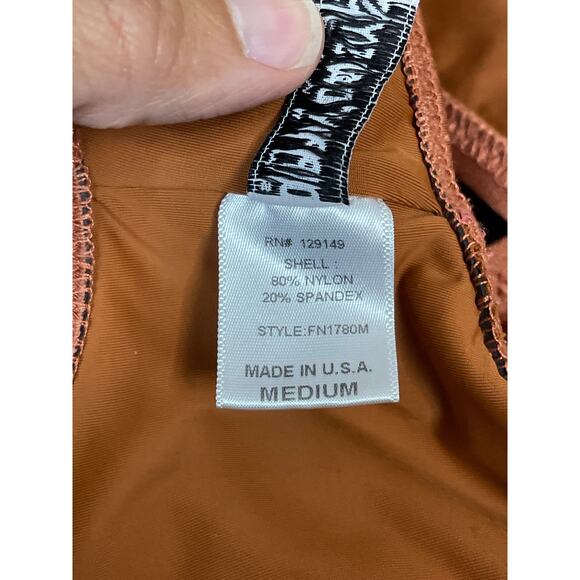 RN# 129149
SHELL :
80% NYLON
20% SPANDEX
STYLE:FN1780M
MADE IN U.S.A.
MEDIUM